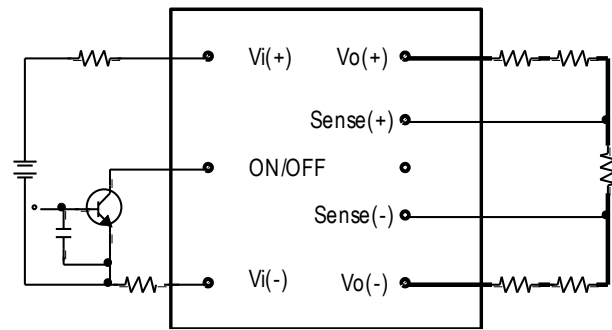 Vi(+) Vo(+)
Sense(+)
ON/OFF
Sense(-)
Vi(-) Vo(-)